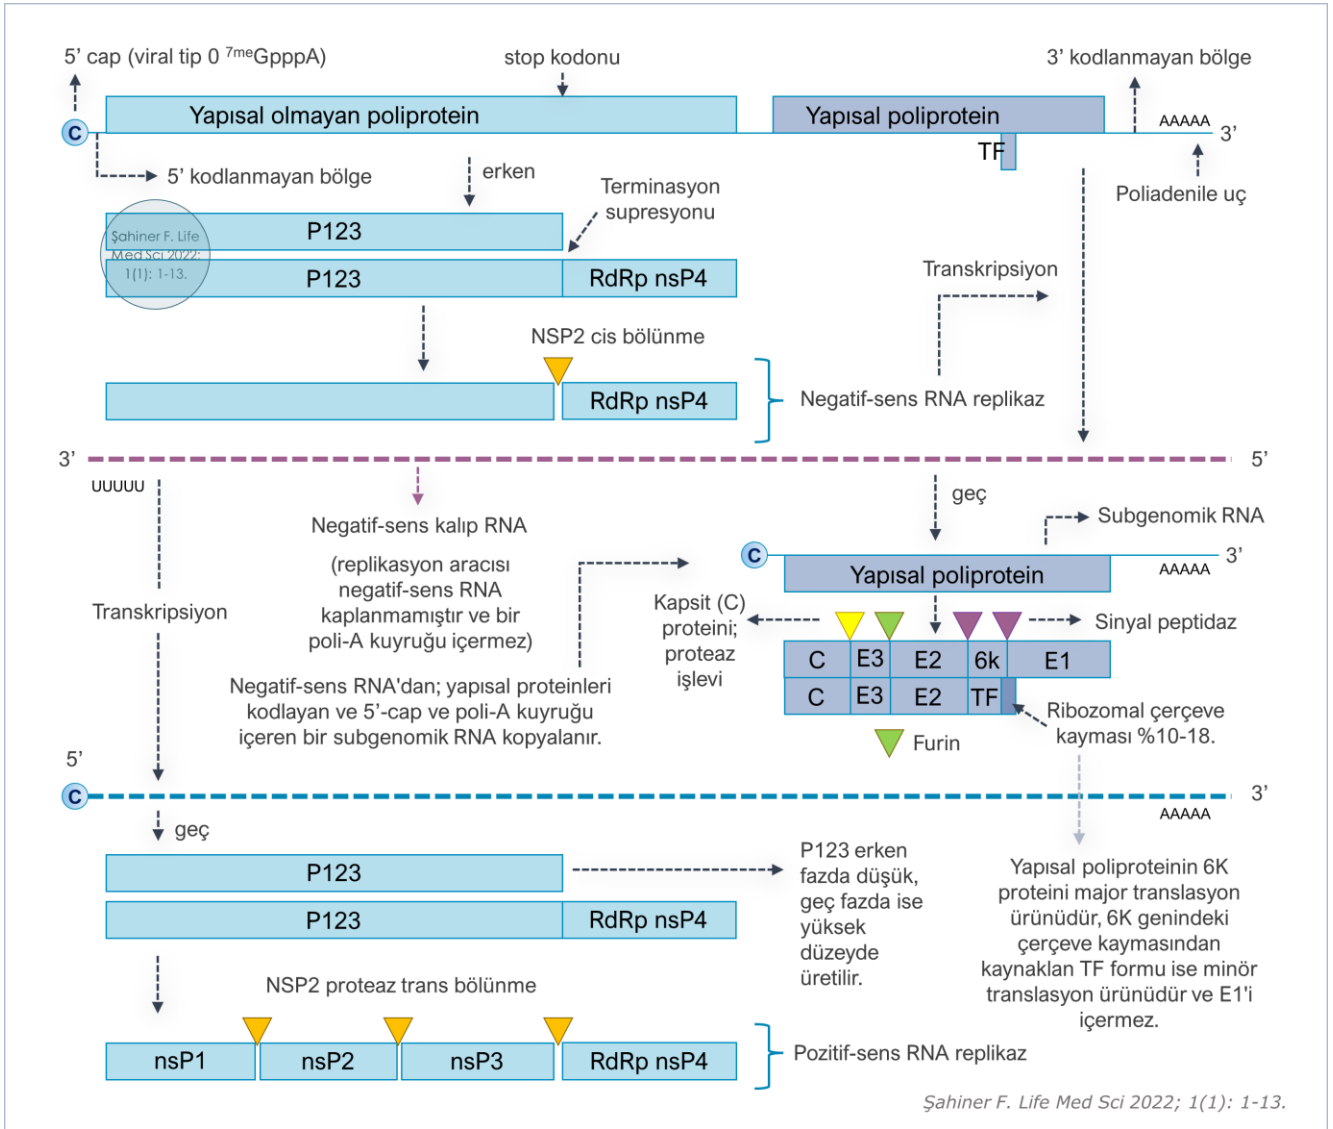 5' cap (viral tip 0 7meGpppA)
stop kodonu
3' kodlanmayan bölge
Yapısal olmayan poliprotein
Yapısal poliprotein
AAAAA
C
3'
TF
5' kodlanmayan bölge
erken
Terminasyon
supresyonu
Poliadenile uç
P123
Şahiner F. Life
Med Sci 2022;
1(1): 1-13.
P123
RdRp nsP4
Transkripsiyon
NSP2 cis bölünme
RdRp nsP4
Negatif-sens RNA replikaz
3'
5'
UUUUU
geç
Negatif-sens kalıp RNA
(replikasyon aracısı
negatif-sens RNA
kaplanmamıştır ve bir
poli-A kuyruğu içermez)
Subgenomik RNA
C
3'
Yapısal poliprotein
AAAAA
Transkripsiyon
Kapsit (C)
proteini;
proteaz
işlevi
Sinyal peptidaz
C E3 E2 6k E1
C E3 E2 TF
Negatif-sens RNA'dan; yapısal proteinleri
kodlayan ve 5'-cap ve poli-A kuyruğu
içeren bir subgenomik RNA kopyalanır.
Furin
Ribozomal çerçeve
kayması %10-18.
5'
C
3'
AAAAA
geç
P123
P123
RdRp nsP4
P123 erken
fazda düşük,
geç fazda ise
yüksek
düzeyde
üretilir.
Yapısal poliproteinin 6K
proteini major translasyon
ürünüdür, 6K genindeki
çerçeve kaymasından
kaynaklan TF formu ise minör
translasyon ürünüdür ve E1'i
içermez.
NSP2 proteaz trans bölünme
nsP1 nsP2 nsP3 RdRp nsP4
Pozitif-sens RNA replikaz
Şahiner F. Life Med Sci 2022; 1(1): 1-13.